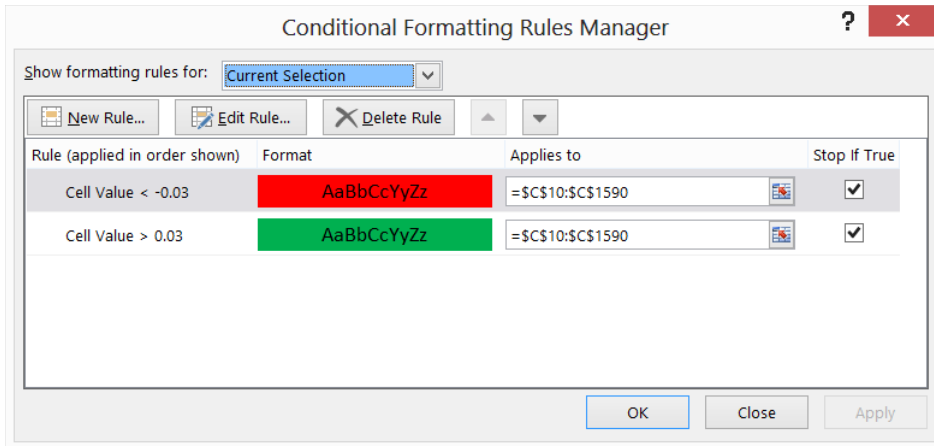 Conditional Formatting Rules Manager ? ×
Show formatting rules for: Current Selection
New Rule... Edit Rule... Delete Rule
Rule (applied in order shown) Format Applies to Stop If True
Cell Value < -0.03 AaBbCcYyZz =$C$10:$C$1590
Cell Value > 0.03 AaBbCcYyZz =$C$10:$C$1590
OK Close Apply